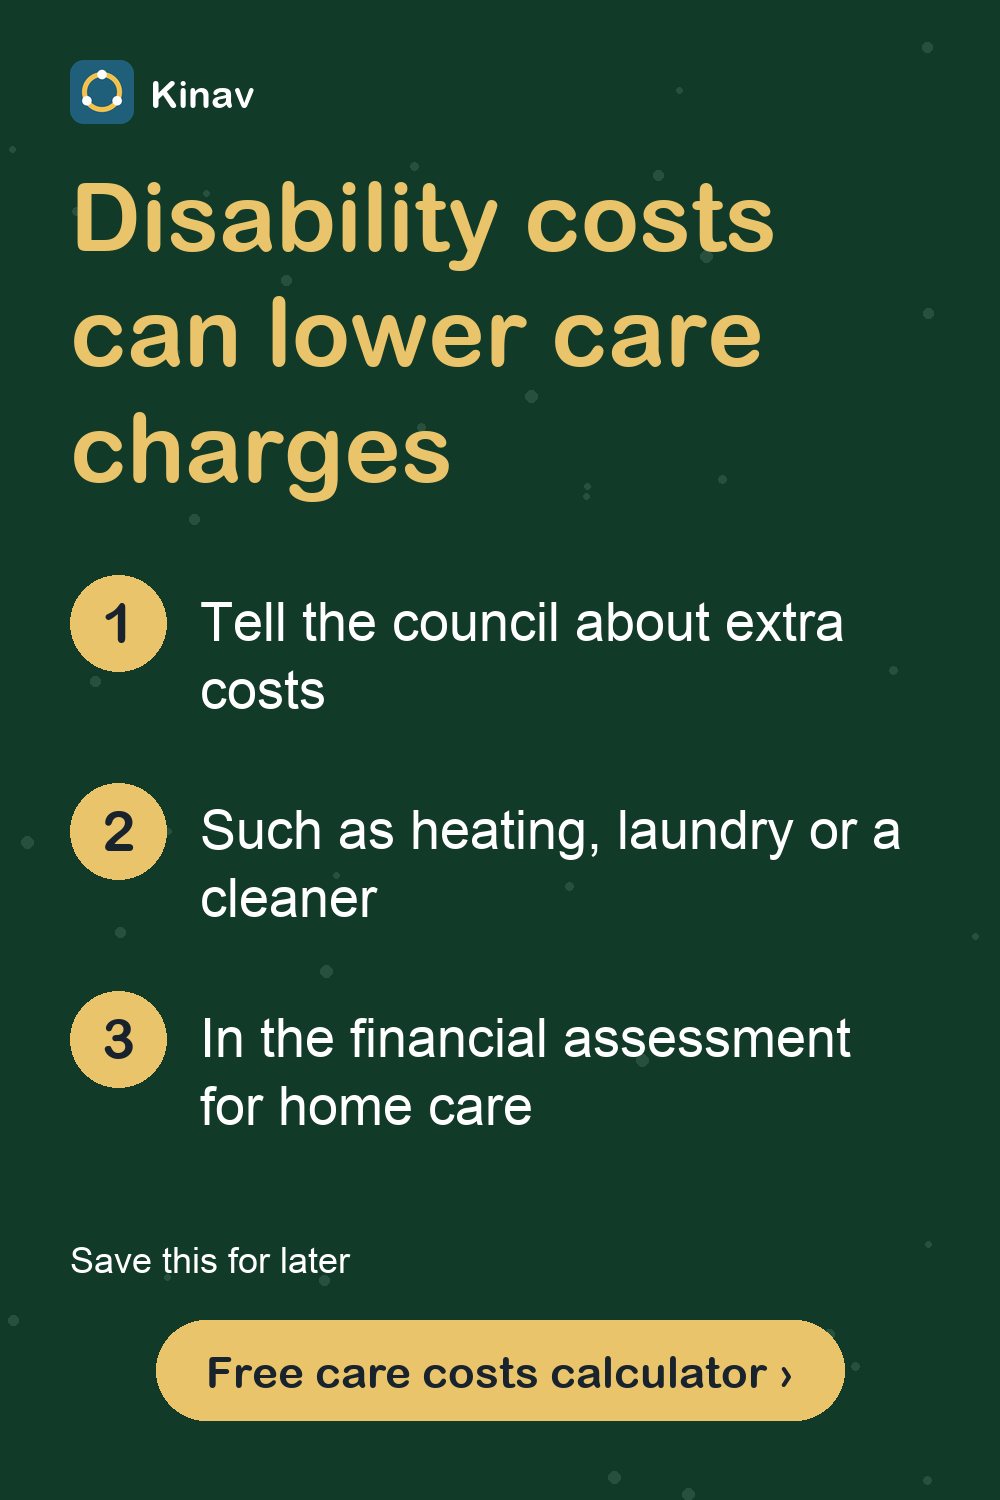 Kinav
Disability costs
can lower care
charges
1
Tell the council about extra
costs
2
Such as heating, laundry or a
cleaner
3
In the financial assessment
for home care
Save this for later
Free care costs calculator ›